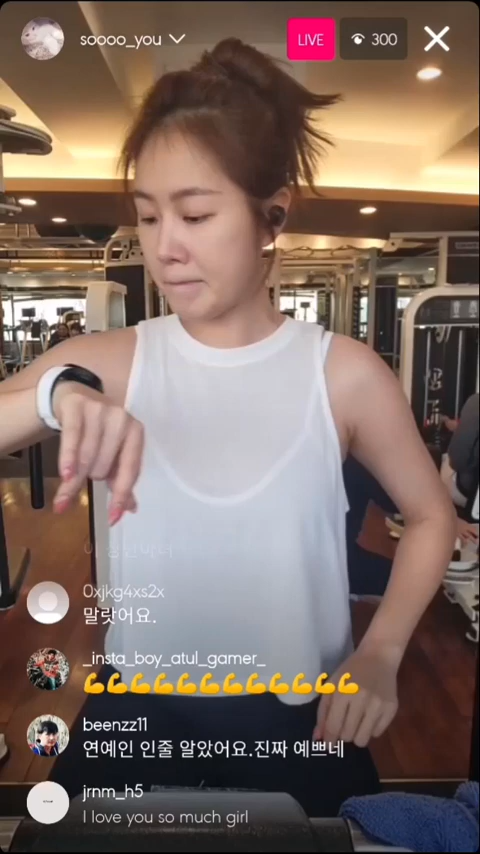 soooo_you
LIVE
300
0xjkg4xs2x
말랏어요.
_insta_boy_atul_gamer_
💪💪💪💪💪💪💪💪💪💪💪💪
beenzz11
연예인 인줄 알았어요.진짜 예쁘네
jrnm_h5
I love you so much girl